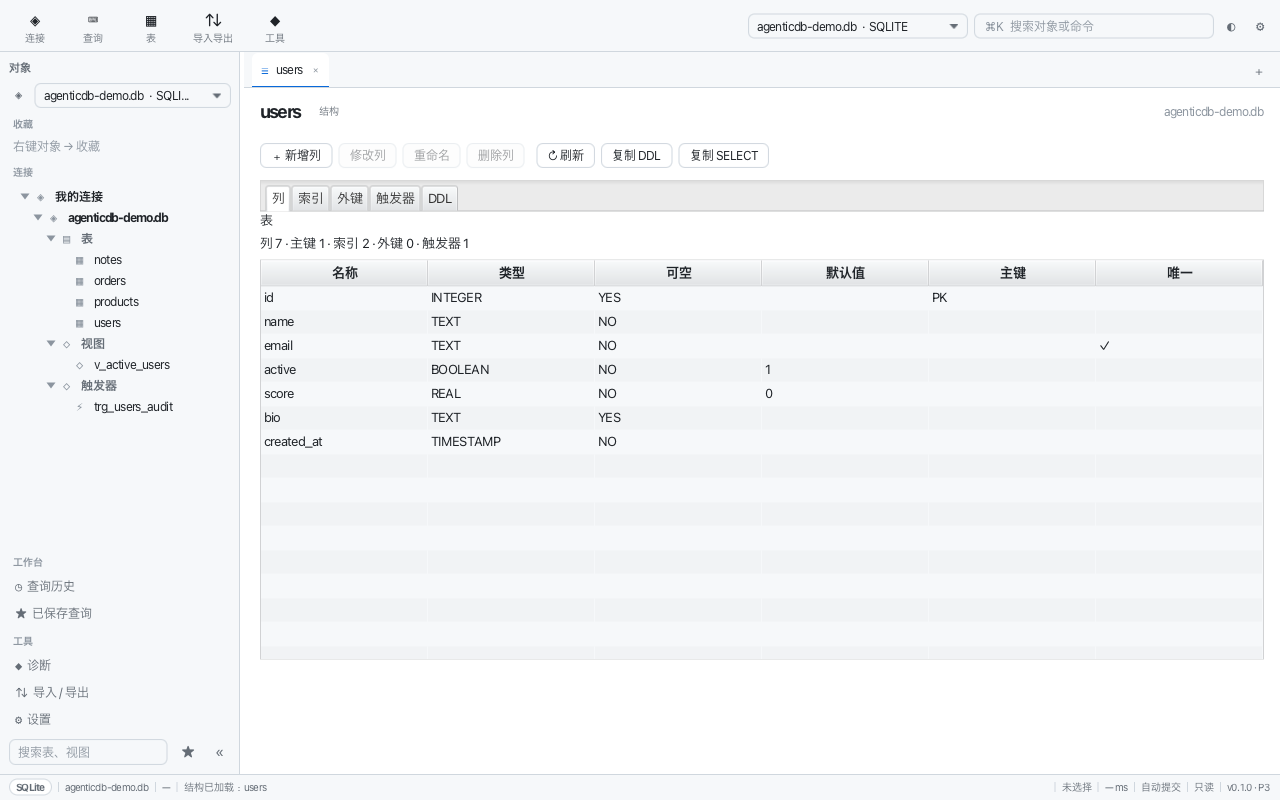 连接 查询 表 导入导出 工具 agenticdb-demo.db · SQLITE ⌘K 搜索对象或命令
对象
agenticdb-demo.db · SQLI...
收藏
右键对象 → 收藏
连接
我的连接
agenticdb-demo.db
表
notes
orders
products
users
视图
v_active_users
触发器
trg_users_audit
工作台
查询历史
已保存查询
工具
诊断
导入 / 导出
设置
搜索表、视图 «
users × +
users 结构 agenticdb-demo.db
+ 新增列 修改列 重命名 删除列 刷新 复制 DDL 复制 SELECT
列 索引 外键 触发器 DDL
表
列 7 · 主键 1 · 索引 2 · 外键 0 · 触发器 1
名称 类型 可空 默认值 主键 唯一
id INTEGER YES PK
name TEXT NO
email TEXT NO ✓
active BOOLEAN NO 1
score REAL NO 0
bio TEXT YES
created_at TIMESTAMP NO
SQLite agenticdb-demo.db — 结构已加载：users 未选择 — ms 自动提交 只读 v0.1.0 · P3